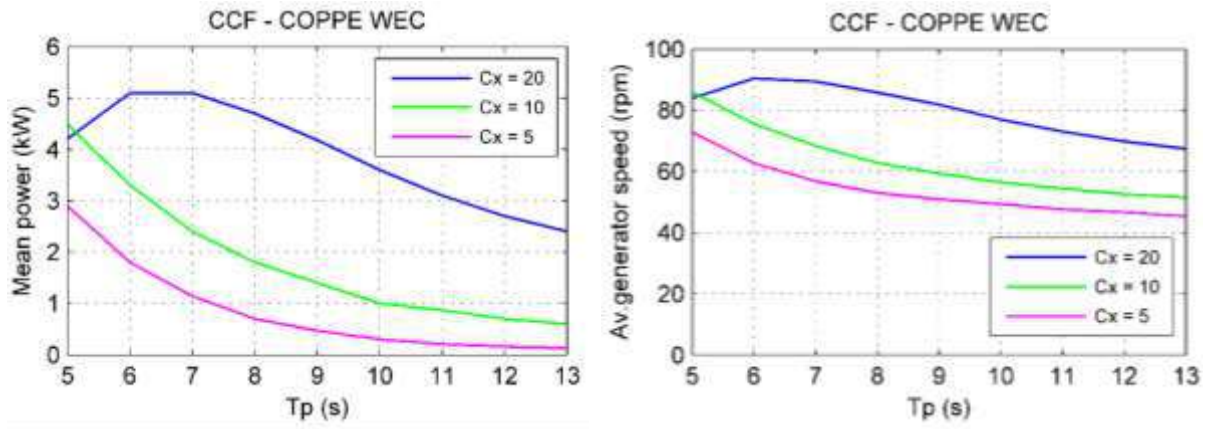 CCF - COPPE WEC
6
5
4
3
2
1
0
Mean power (kW)
Cx = 20
Cx = 10
Cx = 5
5 6 7 8 9 10 11 12 13
Tp (s)
CCF - COPPE WEC
100
80
60
40
20
0
Av.generator speed (rpm)
Cx = 20
Cx = 10
Cx = 5
5 6 7 8 9 10 11 12 13
Tp (s)